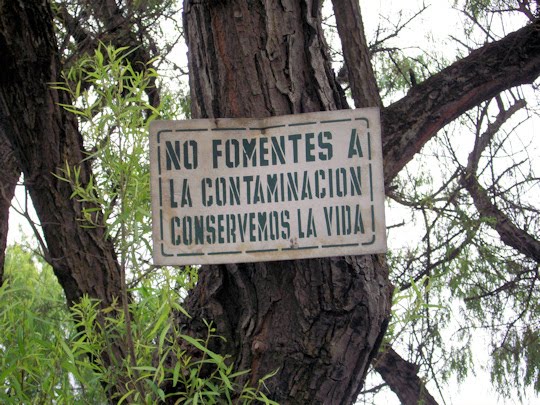 NO FOMENTES A
LA CONTAMINACION
CONSERVEMOS LA VIDA